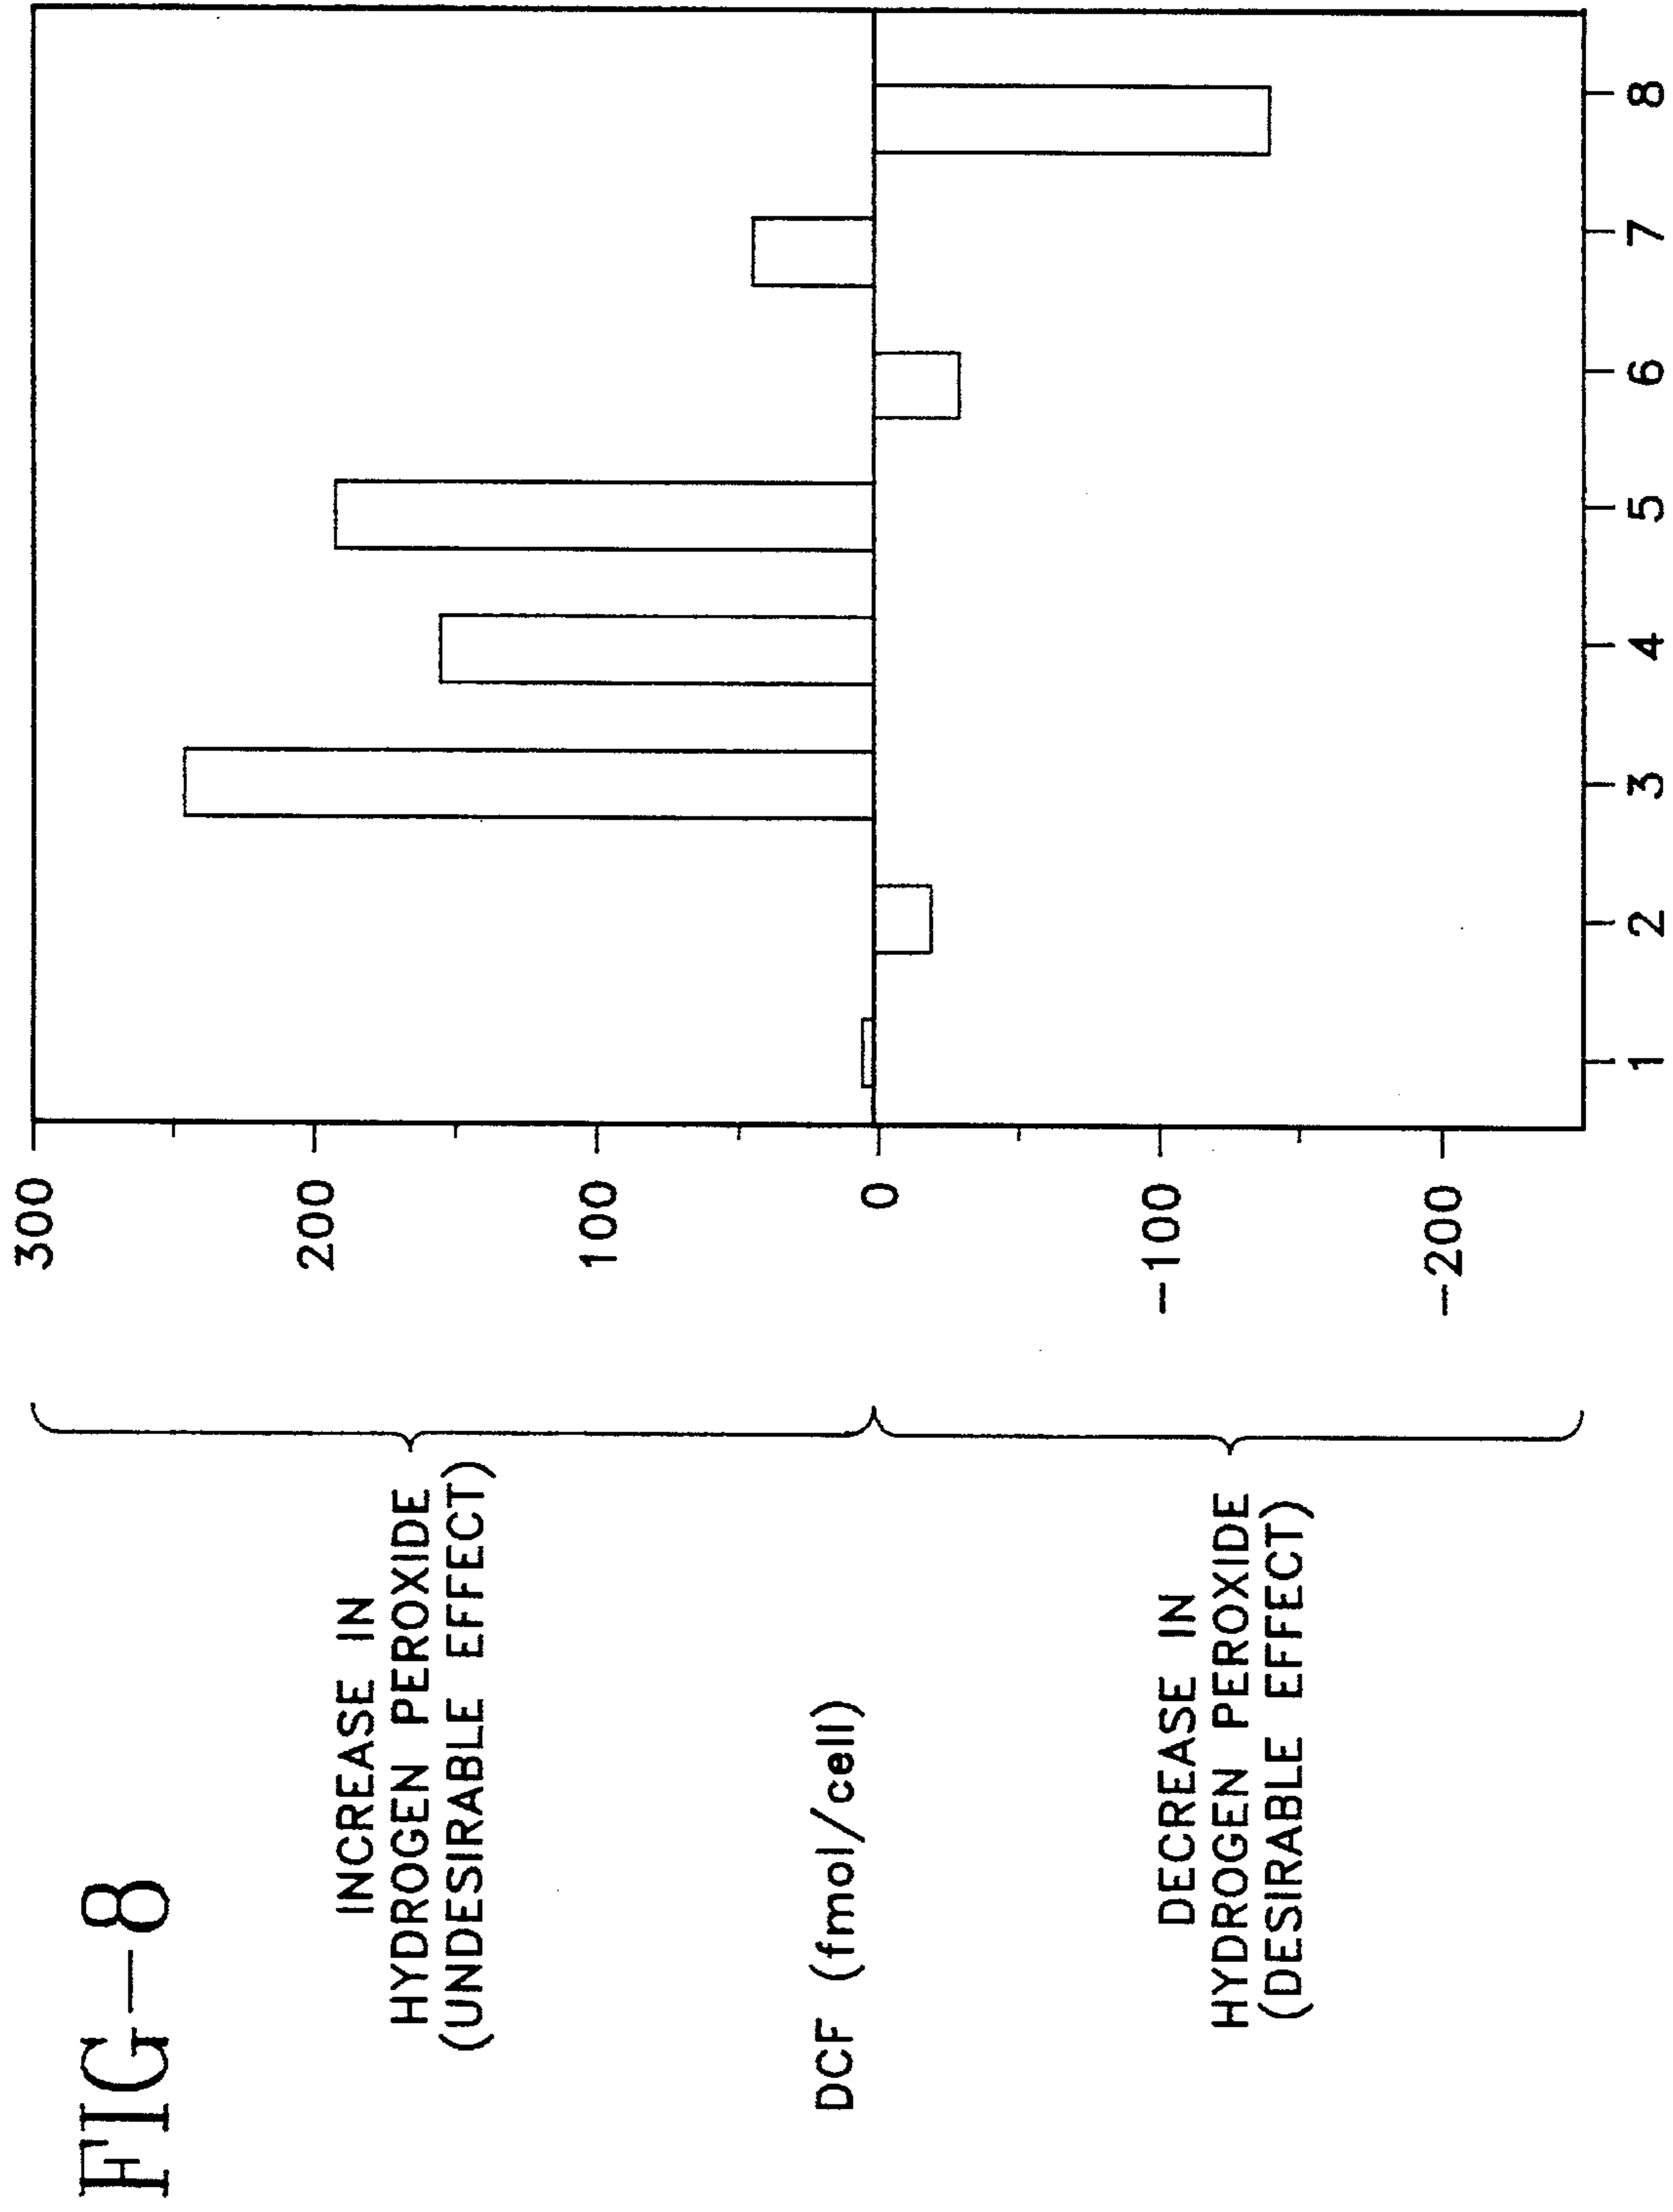 FIG-8
INCREASE IN
HYDROGEN PEROXIDE
(UNDESIRABLE EFFECT)
DCF (fmol/cell)
DECREASE IN
HYDROGEN PEROXIDE
(DESIRABLE EFFECT)
300
200
100
0
-100
-200
1 2 3 4 5 6 7 8